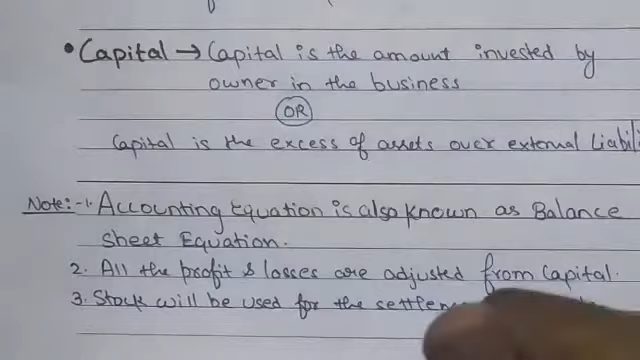 • Capital → Capital is the amount invested by
owner in the business
OR
Capital is the excess of assets over external
Note:- 1. Accounting Equation is also known as Balance
Sheet Equation.
2. All the profit & losses are adjusted from Capital.
3. Stock will be used for the